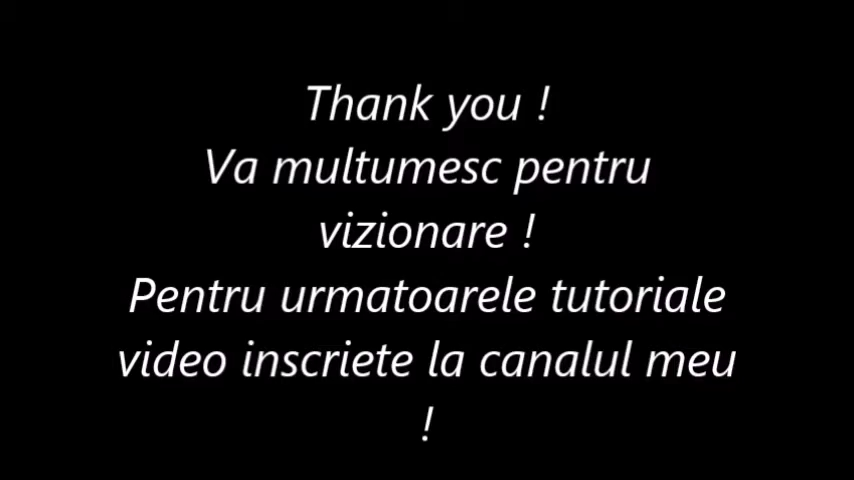 Thank you !
Va multumesc pentru
vizionare !
Pentru urmatoarele tutoriale
video inscriete la canalul meu
!